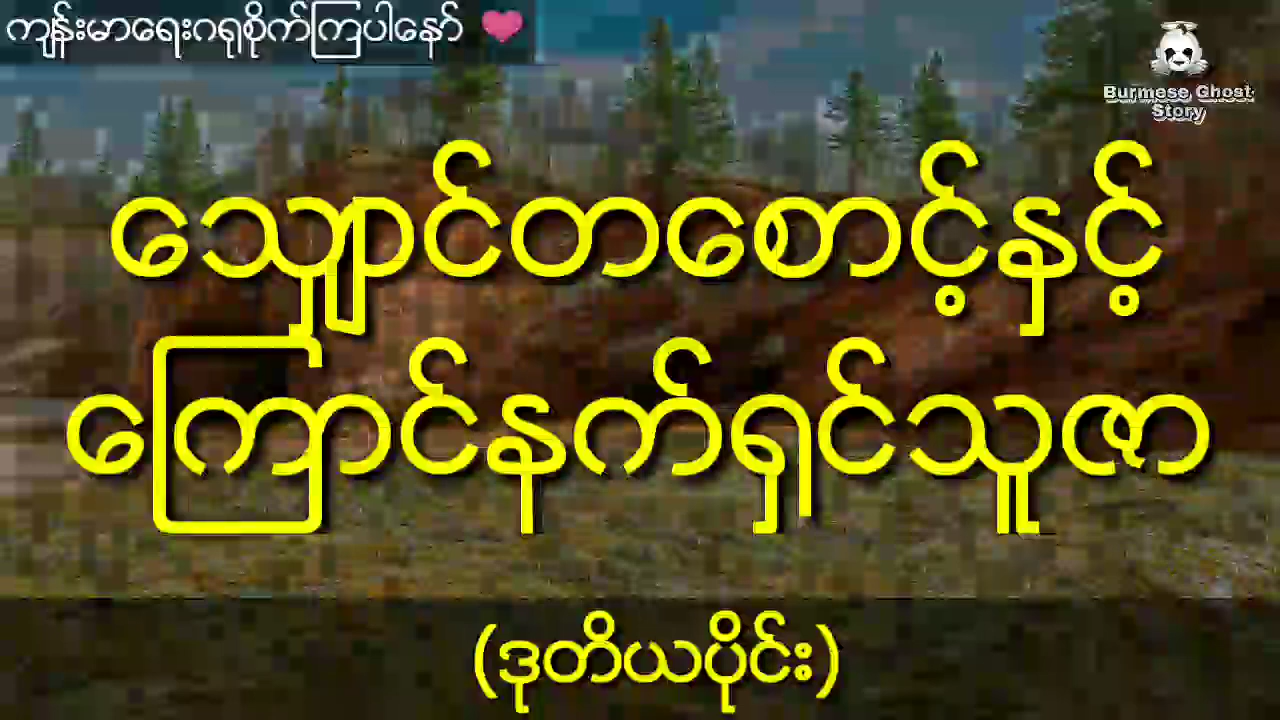 ကျန်းမာရေးဂရုစိုက်ကြပါနော် ❤
Burmese Ghost
Story
သျှောင်တစောင့်နှင့်
ကြောင်နက်ရှင်သူဇာ
(ဒုတိယပိုင်း)